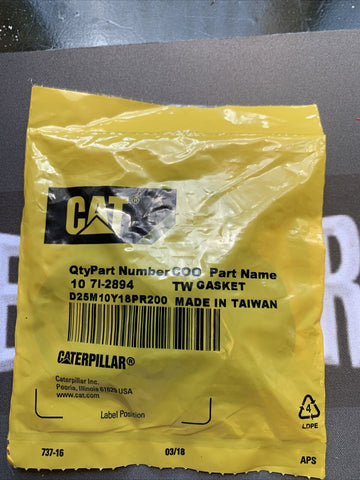 CAT
QtyPart Number COO Part Name
10 7I-2894 TW GASKET
D25M10Y18PR200 MADE IN TAIWAN
CATERPILLAR®
Caterpillar Inc.
Peoria, Illinois 61629 USA
www.cat.com
Label Position
4
LDPE
737-16 03/18 APS